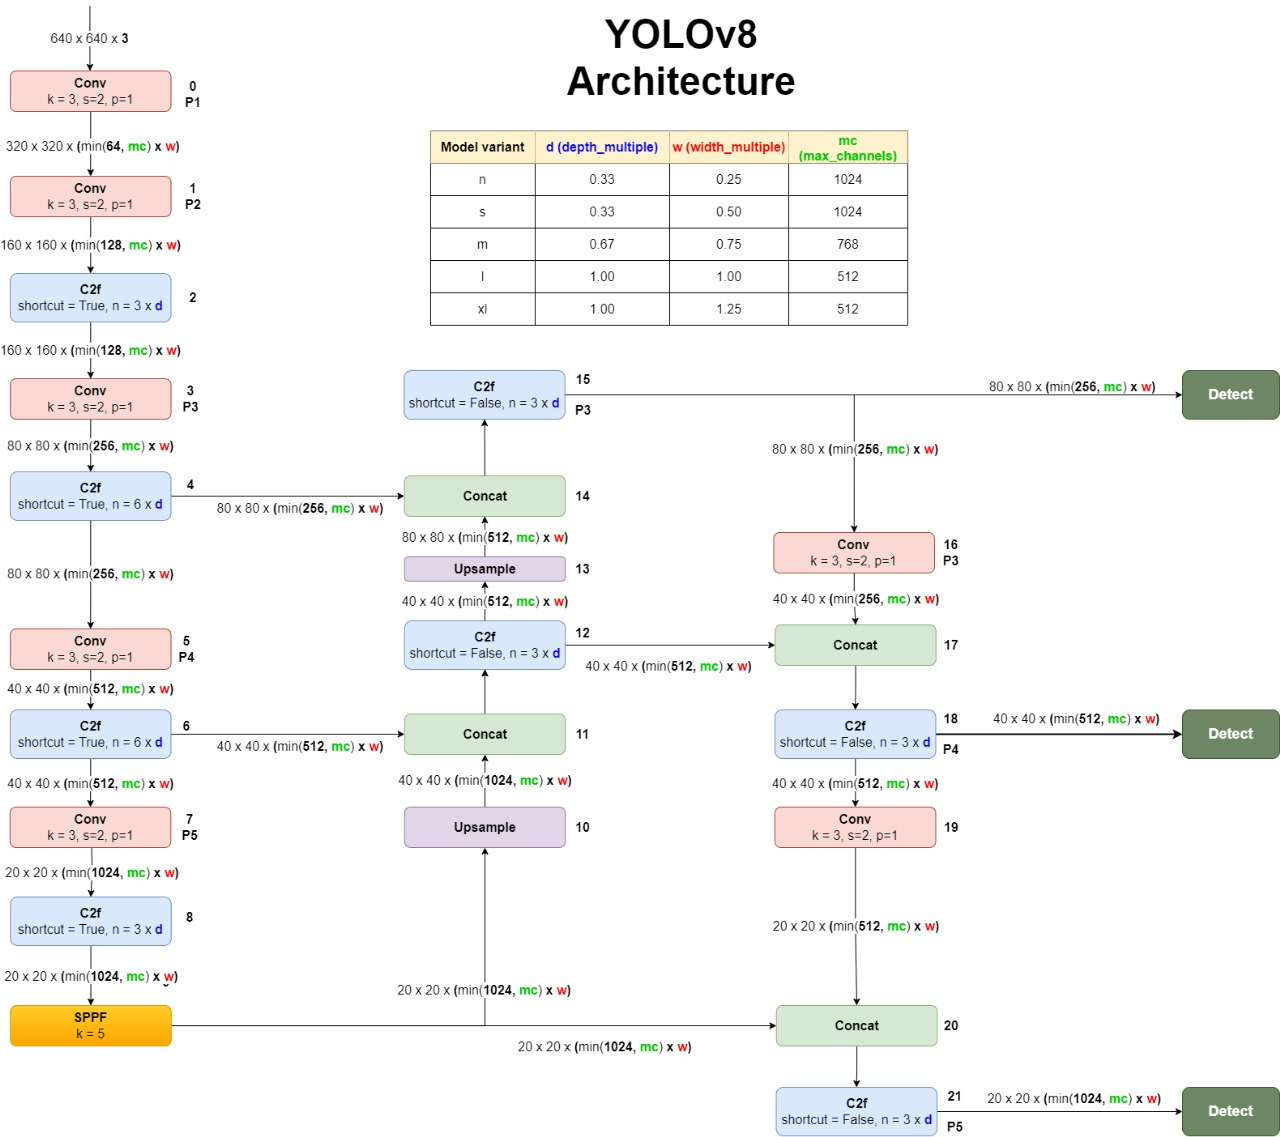 YOLOv8
Architecture
Model variant d (depth_multiple) w (width_multiple) mc (max_channels)
n 0.33 0.25 1024
s 0.33 0.50 1024
m 0.67 0.75 768
l 1.00 1.00 512
xl 1.00 1.25 512
640 x 640 x 3
Conv
k = 3, s=2, p=1
0
P1
320 x 320 x (min(64, mc) x w)
Conv
k = 3, s=2, p=1
1
P2
160 x 160 x (min(128, mc) x w)
C2f
shortcut = True, n = 3 x d
2
160 x 160 x (min(128, mc) x w)
Conv
k = 3, s=2, p=1
3
P3
80 x 80 x (min(256, mc) x w)
C2f
shortcut = True, n = 6 x d
4
80 x 80 x (min(256, mc) x w)
80 x 80 x (min(256, mc) x w)
Conv
k = 3, s=2, p=1
5
P4
40 x 40 x (min(512, mc) x w)
C2f
shortcut = True, n = 6 x d
6
40 x 40 x (min(512, mc) x w)
40 x 40 x (min(512, mc) x w)
Conv
k = 3, s=2, p=1
7
P5
20 x 20 x (min(1024, mc) x w)
C2f
shortcut = True, n = 3 x d
8
20 x 20 x (min(1024, mc) x w)
SPPF
k = 5
20 x 20 x (min(1024, mc) x w)
20 x 20 x (min(1024, mc) x w)
Upsample
10
40 x 40 x (min(1024, mc) x w)
Concat
11
C2f
shortcut = False, n = 3 x d
12
40 x 40 x (min(512, mc) x w)
40 x 40 x (min(512, mc) x w)
Upsample
13
80 x 80 x (min(512, mc) x w)
Concat
14
C2f
shortcut = False, n = 3 x d
15
P3
80 x 80 x (min(256, mc) x w)
Detect
80 x 80 x (min(256, mc) x w)
Conv
k = 3, s=2, p=1
16
P3
40 x 40 x (min(256, mc) x w)
Concat
17
C2f
shortcut = False, n = 3 x d
18
P4
40 x 40 x (min(512, mc) x w)
Detect
40 x 40 x (min(512, mc) x w)
Conv
k = 3, s=2, p=1
19
20 x 20 x (min(512, mc) x w)
Concat
20
C2f
shortcut = False, n = 3 x d
21
P5
20 x 20 x (min(1024, mc) x w)
Detect